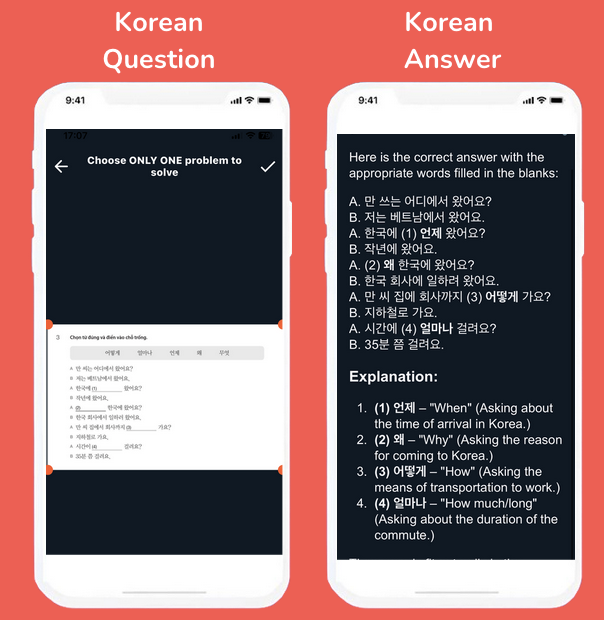 Korean
Question
9:41
17:07
Choose ONLY ONE problem to
solve
3 Chọn từ đúng và điền vào chỗ trống.
어떻게 얼마나 언제 왜 무엇
A 만 씨는 어디에서 왔어요?
B 저는 베트남에서 왔어요.
A 한국에 (1) 왔어요?
B 작년에 왔어요.
A (2) 한국에 왔어요?
B 한국 회사에서 일하러 왔어요.
A 만 씨 집에서 회사까지 (3) 가요?
B 지하철로 가요.
A 시간이 (4) 걸려요?
B 35분 쯤 걸려요.
Korean
Answer
9:41
Here is the correct answer with the
appropriate words filled in the blanks:
A. 만 쓰는 어디에서 왔어요?
B. 저는 베트남에서 왔어요.
A. 한국에 (1) 언제 왔어요?
B. 작년에 왔어요.
A. (2) 왜 한국에 왔어요?
B. 한국 회사에 일하려 왔어요.
A. 만 씨 집에 회사까지 (3) 어떻게 가요?
B. 지하철로 가요.
A. 시간에 (4) 얼마나 걸려요?
B. 35분 쯤 걸려요.
Explanation:
1. (1) 언제 – "When" (Asking about
the time of arrival in Korea.)
2. (2) 왜 – "Why" (Asking the reason
for coming to Korea.)
3. (3) 어떻게 – "How" (Asking the
means of transportation to work.)
4. (4) 얼마나 – "How much/long"
(Asking about the duration of the
commute.)